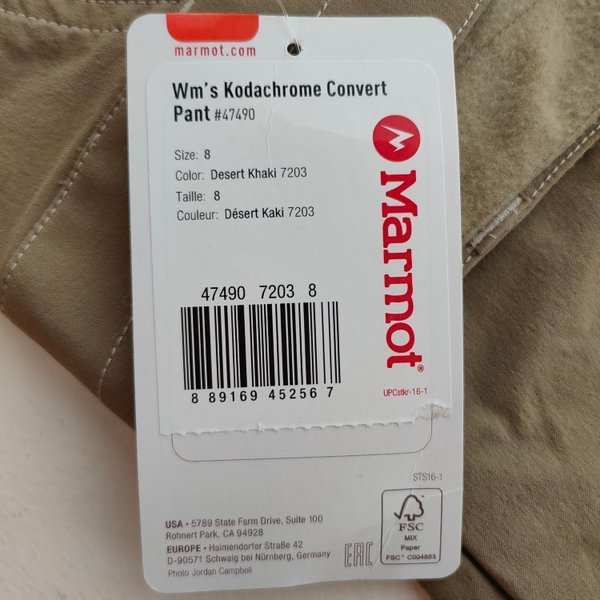 marmot.com
Wm's Kodachrome Convert
Pant #47490
Size: 8
Color: Desert Khaki 7203
Taille: 8
Couleur: Désert Kaki 7203
Marmot®
47490 7203 8
8 89169 45256 7
UPCstkr-16-1
STS16-1
USA • 5789 State Farm Drive, Suite 100
Rohnert Park, CA 94928
EUROPE • Haimendorfer Straße 42
D-90571 Schwaig bei Nürnberg, Germany
Photo Jordan Campbell
EAC
FSC
MIX
Paper
FSC™ C004883